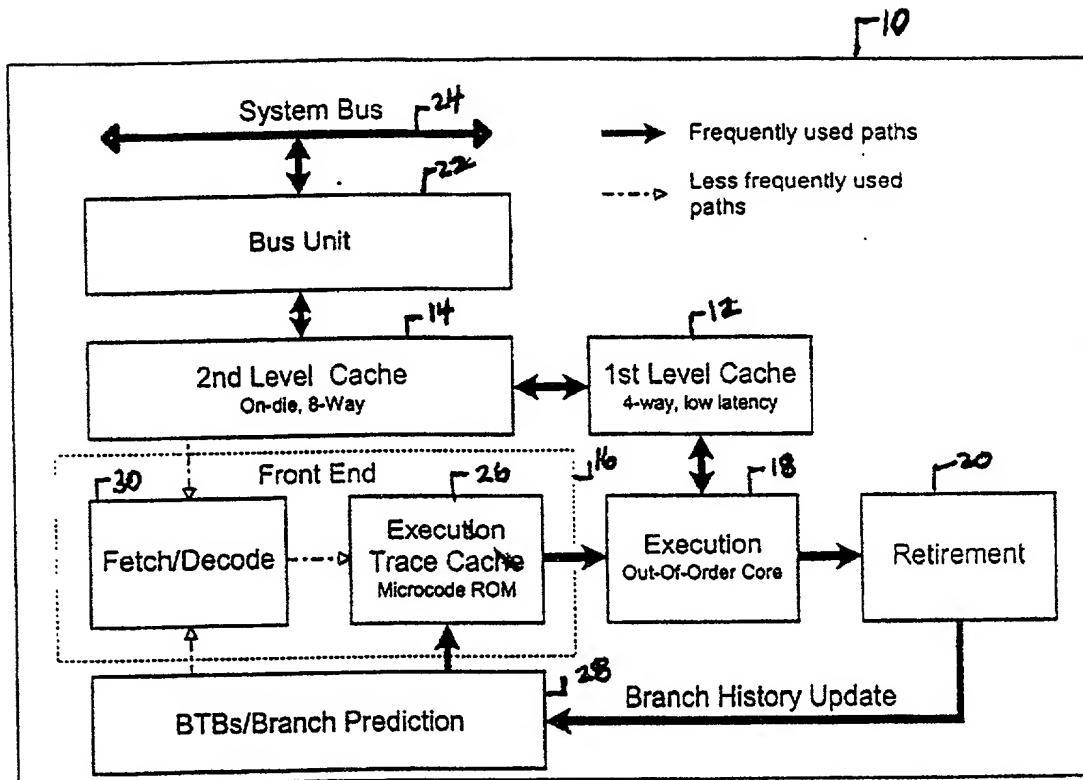 10
System Bus
24
Frequently used paths
Less frequently used
paths
22
Bus Unit
14
2nd Level Cache
On-die, 8-Way
12
1st Level Cache
4-way, low latency
Front End
16
30
Fetch/Decode
26
Execution
Trace Cache
Microcode ROM
18
Execution
Out-Of-Order Core
20
Retirement
28
BTBs/Branch Prediction
Branch History Update